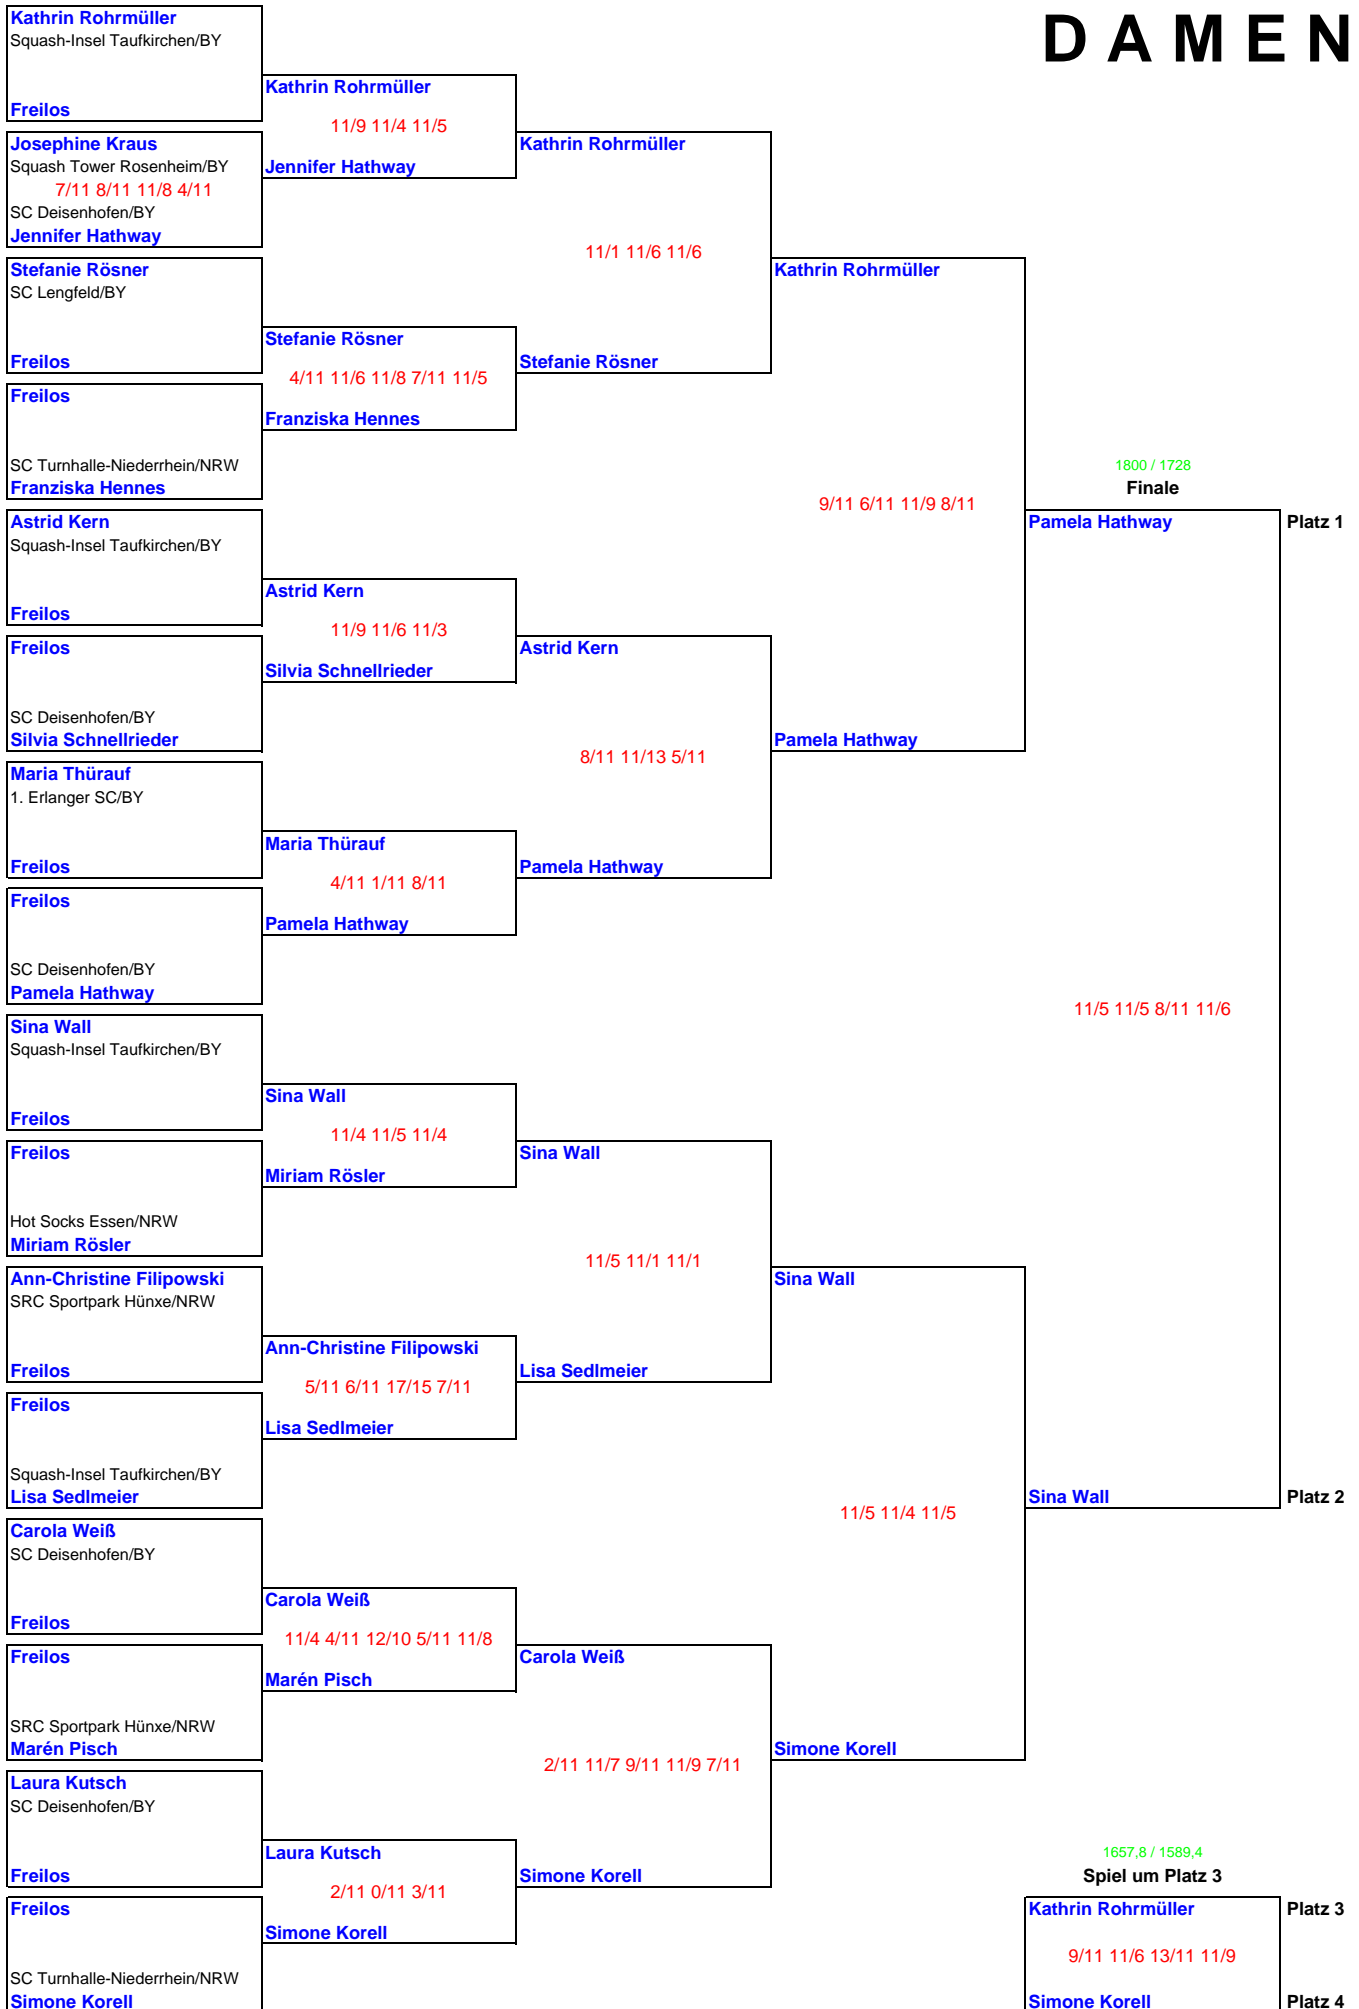 DAMEN
Kathrin Rohrmüller
Squash-Insel Taufkirchen/BY
Freilos
Josephine Kraus
Squash Tower Rosenheim/BY
7/11 8/11 11/8 4/11
SC Deisenhofen/BY
Jennifer Hathway
Stefanie Rösner
SC Lengfeld/BY
Freilos
Freilos
SC Turnhalle-Niederrhein/NRW
Franziska Hennes
Astrid Kern
Squash-Insel Taufkirchen/BY
Freilos
Freilos
SC Deisenhofen/BY
Silvia Schnellrieder
Maria Thürauf
1. Erlanger SC/BY
Freilos
Freilos
SC Deisenhofen/BY
Pamela Hathway
Sina Wall
Squash-Insel Taufkirchen/BY
Freilos
Freilos
Hot Socks Essen/NRW
Miriam Rösler
Ann-Christine Filipowski
SRC Sportpark Hünxe/NRW
Freilos
Freilos
Squash-Insel Taufkirchen/BY
Lisa Sedlmeier
Carola Weiß
SC Deisenhofen/BY
Freilos
Freilos
SRC Sportpark Hünxe/NRW
Marén Pisch
Laura Kutsch
SC Deisenhofen/BY
Freilos
Freilos
SC Turnhalle-Niederrhein/NRW
Simone Korell
Kathrin Rohrmüller
11/9 11/4 11/5
Jennifer Hathway
Stefanie Rösner
4/11 11/6 11/8 7/11 11/5
Franziska Hennes
Astrid Kern
11/9 11/6 11/3
Silvia Schnellrieder
Maria Thürauf
4/11 1/11 8/11
Pamela Hathway
Sina Wall
11/4 11/5 11/4
Miriam Rösler
Ann-Christine Filipowski
5/11 6/11 17/15 7/11
Lisa Sedlmeier
Carola Weiß
11/4 4/11 12/10 5/11 11/8
Marén Pisch
Laura Kutsch
2/11 0/11 3/11
Simone Korell
Kathrin Rohrmüller
11/1 11/6 11/6
Stefanie Rösner
Astrid Kern
8/11 11/13 5/11
Pamela Hathway
Sina Wall
11/5 11/1 11/1
Lisa Sedlmeier
Carola Weiß
2/11 11/7 9/11 11/9 7/11
Simone Korell
Kathrin Rohrmüller
9/11 6/11 11/9 8/11
Pamela Hathway
Sina Wall
11/5 11/4 11/5
Simone Korell
1800 / 1728
Finale
Pamela Hathway Platz 1
11/5 11/5 8/11 11/6
Sina Wall Platz 2
1657,8 / 1589,4
Spiel um Platz 3
Kathrin Rohrmüller Platz 3
9/11 11/6 13/11 11/9
Simone Korell Platz 4